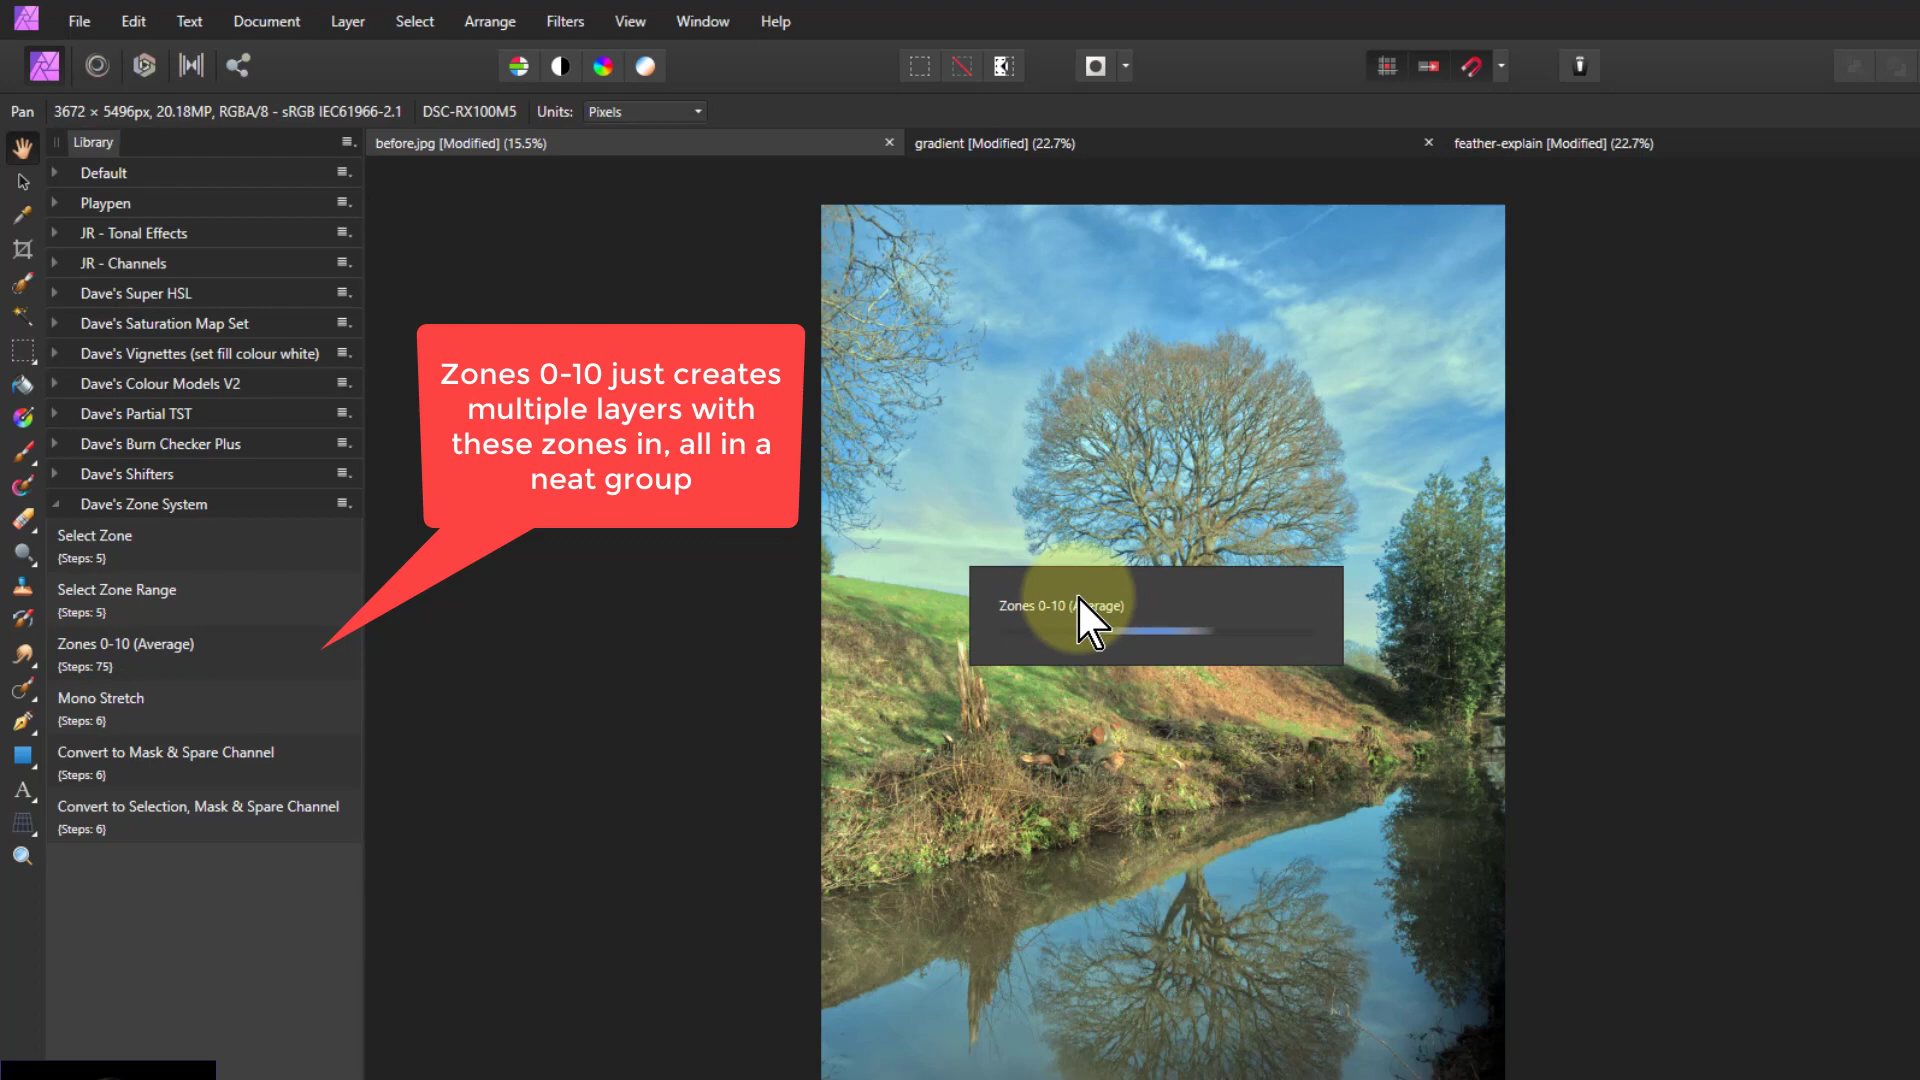 File Edit Text Document Layer Select Arrange Filters View Window Help
Pan 3672 × 5496px, 20.18MP, RGBA/8 - sRGB IEC61966-2.1 DSC-RX100M5 Units: Pixels
Library
before.jpg [Modified] (15.5%)
gradient [Modified] (22.7%)
feather-explain [Modified] (22.7%)
Default
Playpen
JR - Tonal Effects
JR - Channels
Dave's Super HSL
Dave's Saturation Map Set
Dave's Vignettes (set fill colour white)
Dave's Colour Models V2
Dave's Partial TST
Dave's Burn Checker Plus
Dave's Shifters
Dave's Zone System
Select Zone
{Steps: 5}
Select Zone Range
{Steps: 5}
Zones 0-10 (Average)
{Steps: 75}
Mono Stretch
{Steps: 6}
Convert to Mask & Spare Channel
{Steps: 6}
Convert to Selection, Mask & Spare Channel
{Steps: 6}
Zones 0-10 just creates
multiple layers with
these zones in, all in a
neat group
Zones 0-10